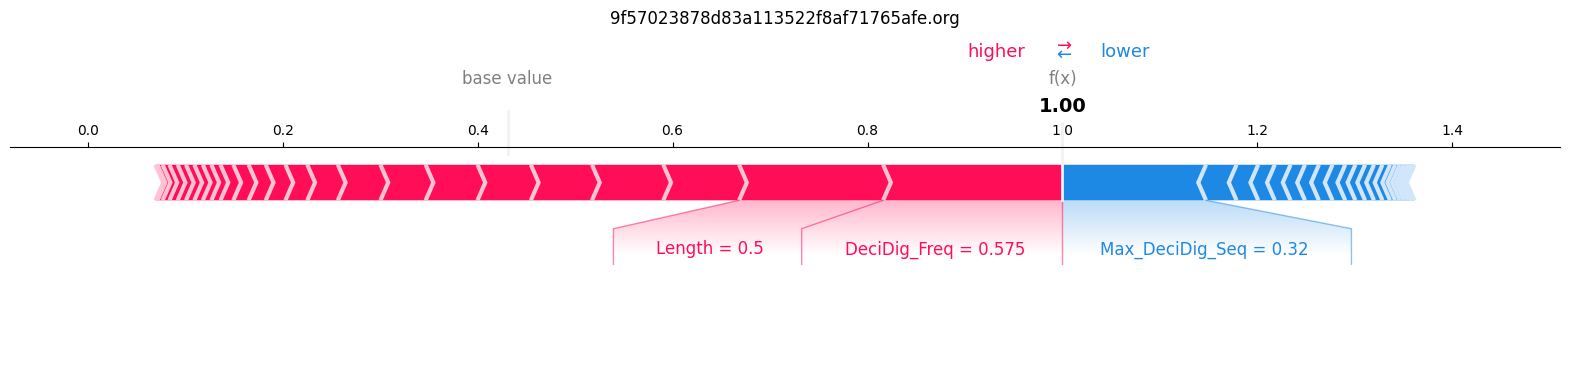 9f57023878d83a113522f8af71765afe.org
higher ⇄ lower
base value f(x)
1.00
0.0 0.2 0.4 0.6 0.8 1.0 1.2 1.4
Length = 0.5 DeciDig_Freq = 0.575 Max_DeciDig_Seq = 0.32